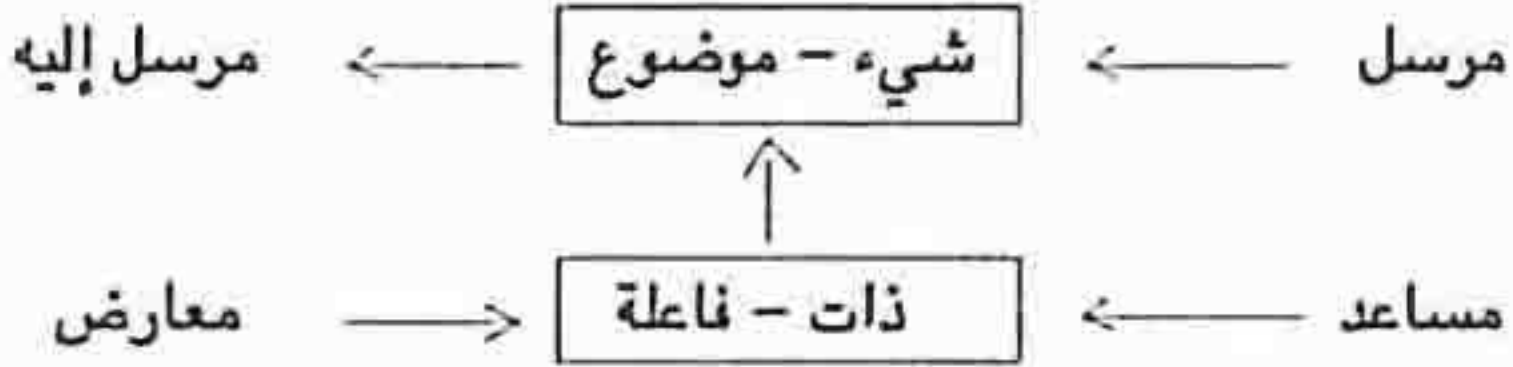 مرسل شيء – موضوع مرسل إليه
مساعد ذات – فاعلة معارض